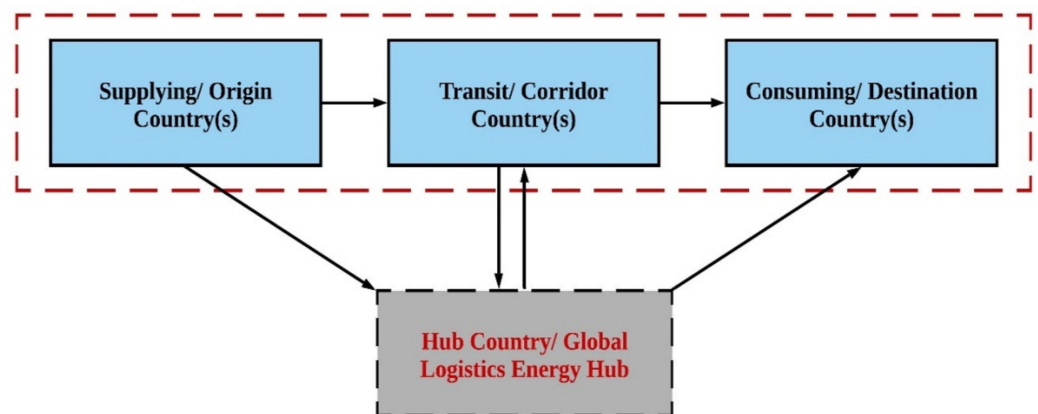 Supplying/ Origin
Country(s)
Transit/ Corridor
Country(s)
Consuming/ Destination
Country(s)
Hub Country/ Global
Logistics Energy Hub